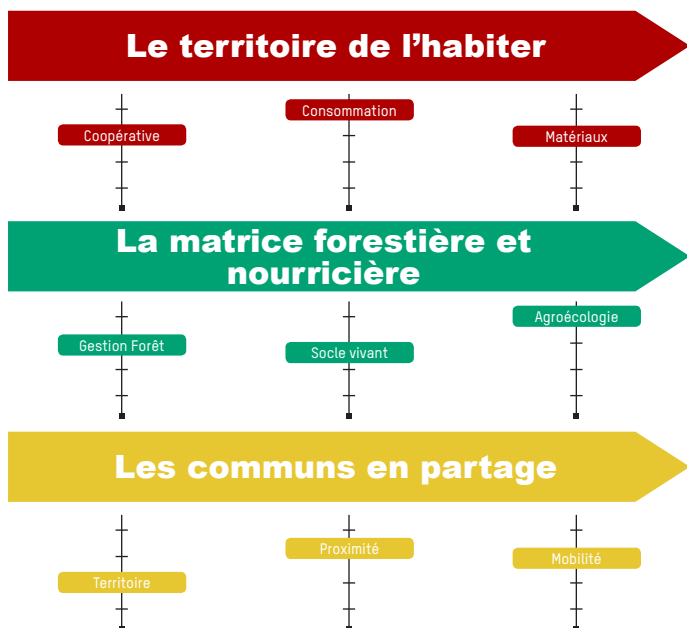 Le territoire de l’habiter
Consommation
Coopérative
Matériaux
La matrice forestière et
nourricière
Agroécologie
Gestion Forêt
Socle vivant
Les communs en partage
Proximité
Mobilité
Territoire